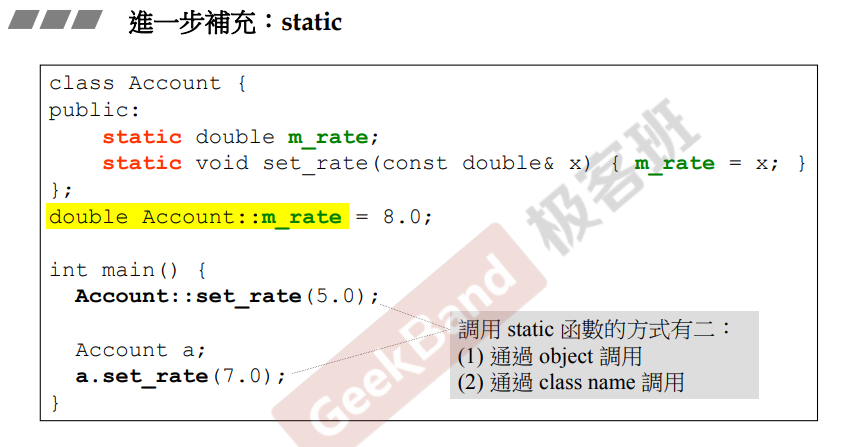 進一步補充：static
class Account {
public:
    static double m_rate;
    static void set_rate(const double& x) { m_rate = x; }
};
double Account::m_rate = 8.0;
int main() {
  Account::set_rate(5.0);
  Account a;
  a.set_rate(7.0);
}
調用 static 函數的方式有二：
(1) 通過 object 調用
(2) 通過 class name 調用
GeekBand 极客班